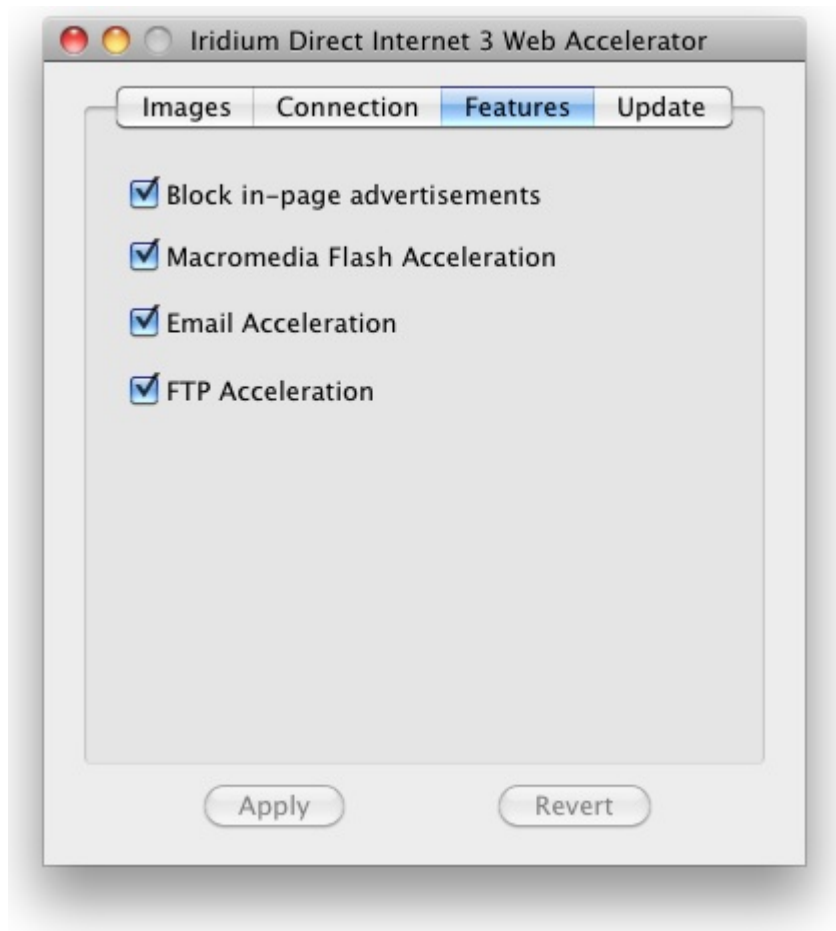 Iridium Direct Internet 3 Web Accelerator
Images Connection Features Update
Block in-page advertisements
Macromedia Flash Acceleration
Email Acceleration
FTP Acceleration
Apply Revert